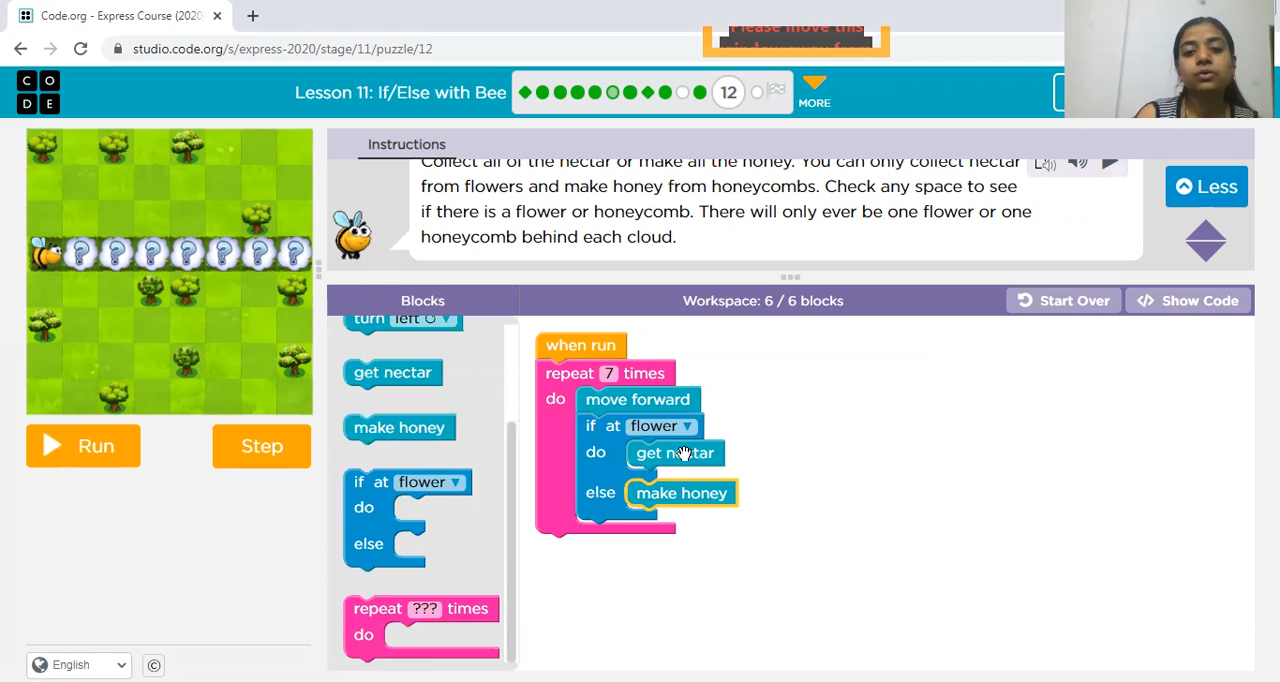 Code.org - Express Course (2020
studio.code.org/s/express-2020/stage/11/puzzle/12
Please move this
C O
D E
Lesson 11: If/Else with Bee
12
MORE
Instructions
Collect all of the nectar or make all the honey. You can only collect nectar
from flowers and make honey from honeycombs. Check any space to see
if there is a flower or honeycomb. There will only ever be one flower or one
honeycomb behind each cloud.
Less
? ? ? ? ? ? ?
Run
Step
Blocks
Workspace: 6 / 6 blocks
Start Over
Show Code
turn left
get nectar
make honey
if at flower
do
else
repeat ??? times
do
when run
repeat 7 times
do move forward
if at flower
do get nectar
else make honey
English
©